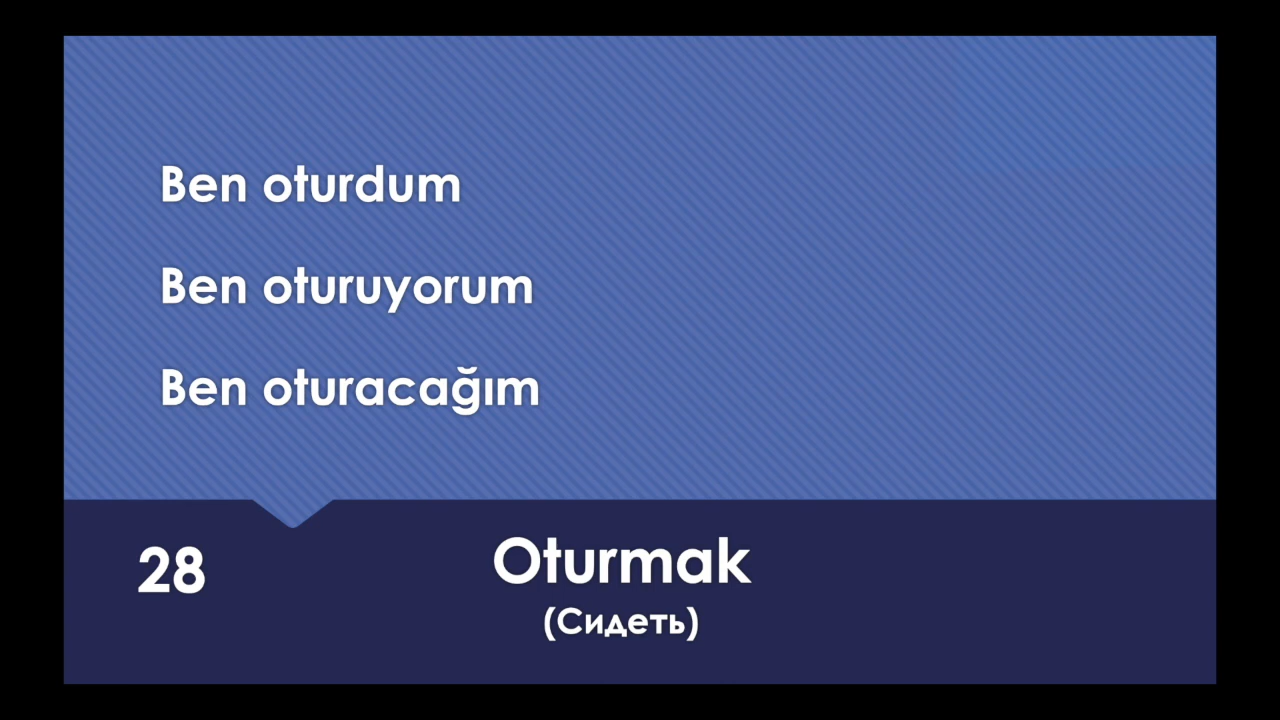 Ben oturdum
Ben oturuyorum
Ben oturacağım
28
Oturmak
(Сидеть)